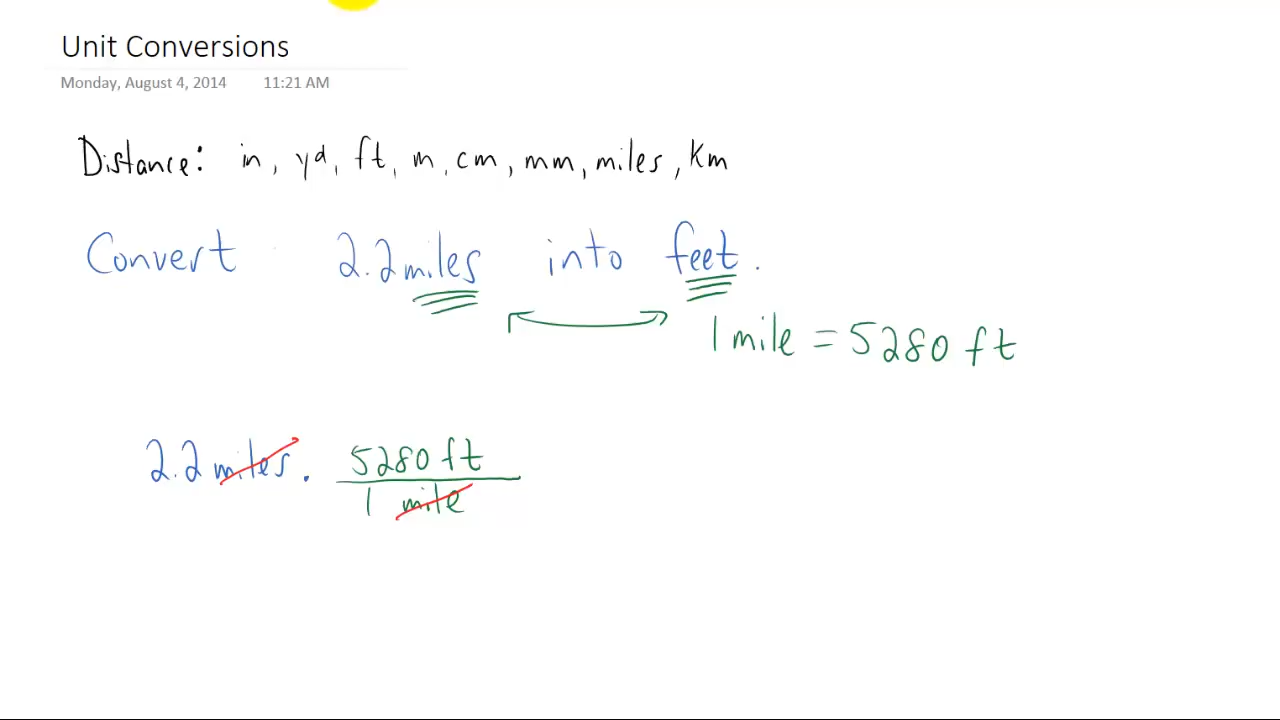 Unit Conversions
Monday, August 4, 2014 11:21 AM
Distance: in, yd, ft, m, cm, mm, miles, Km
Convert 2.2 miles into feet.
1 mile = 5280 ft
2.2 miles · 5280 ft
1 mile